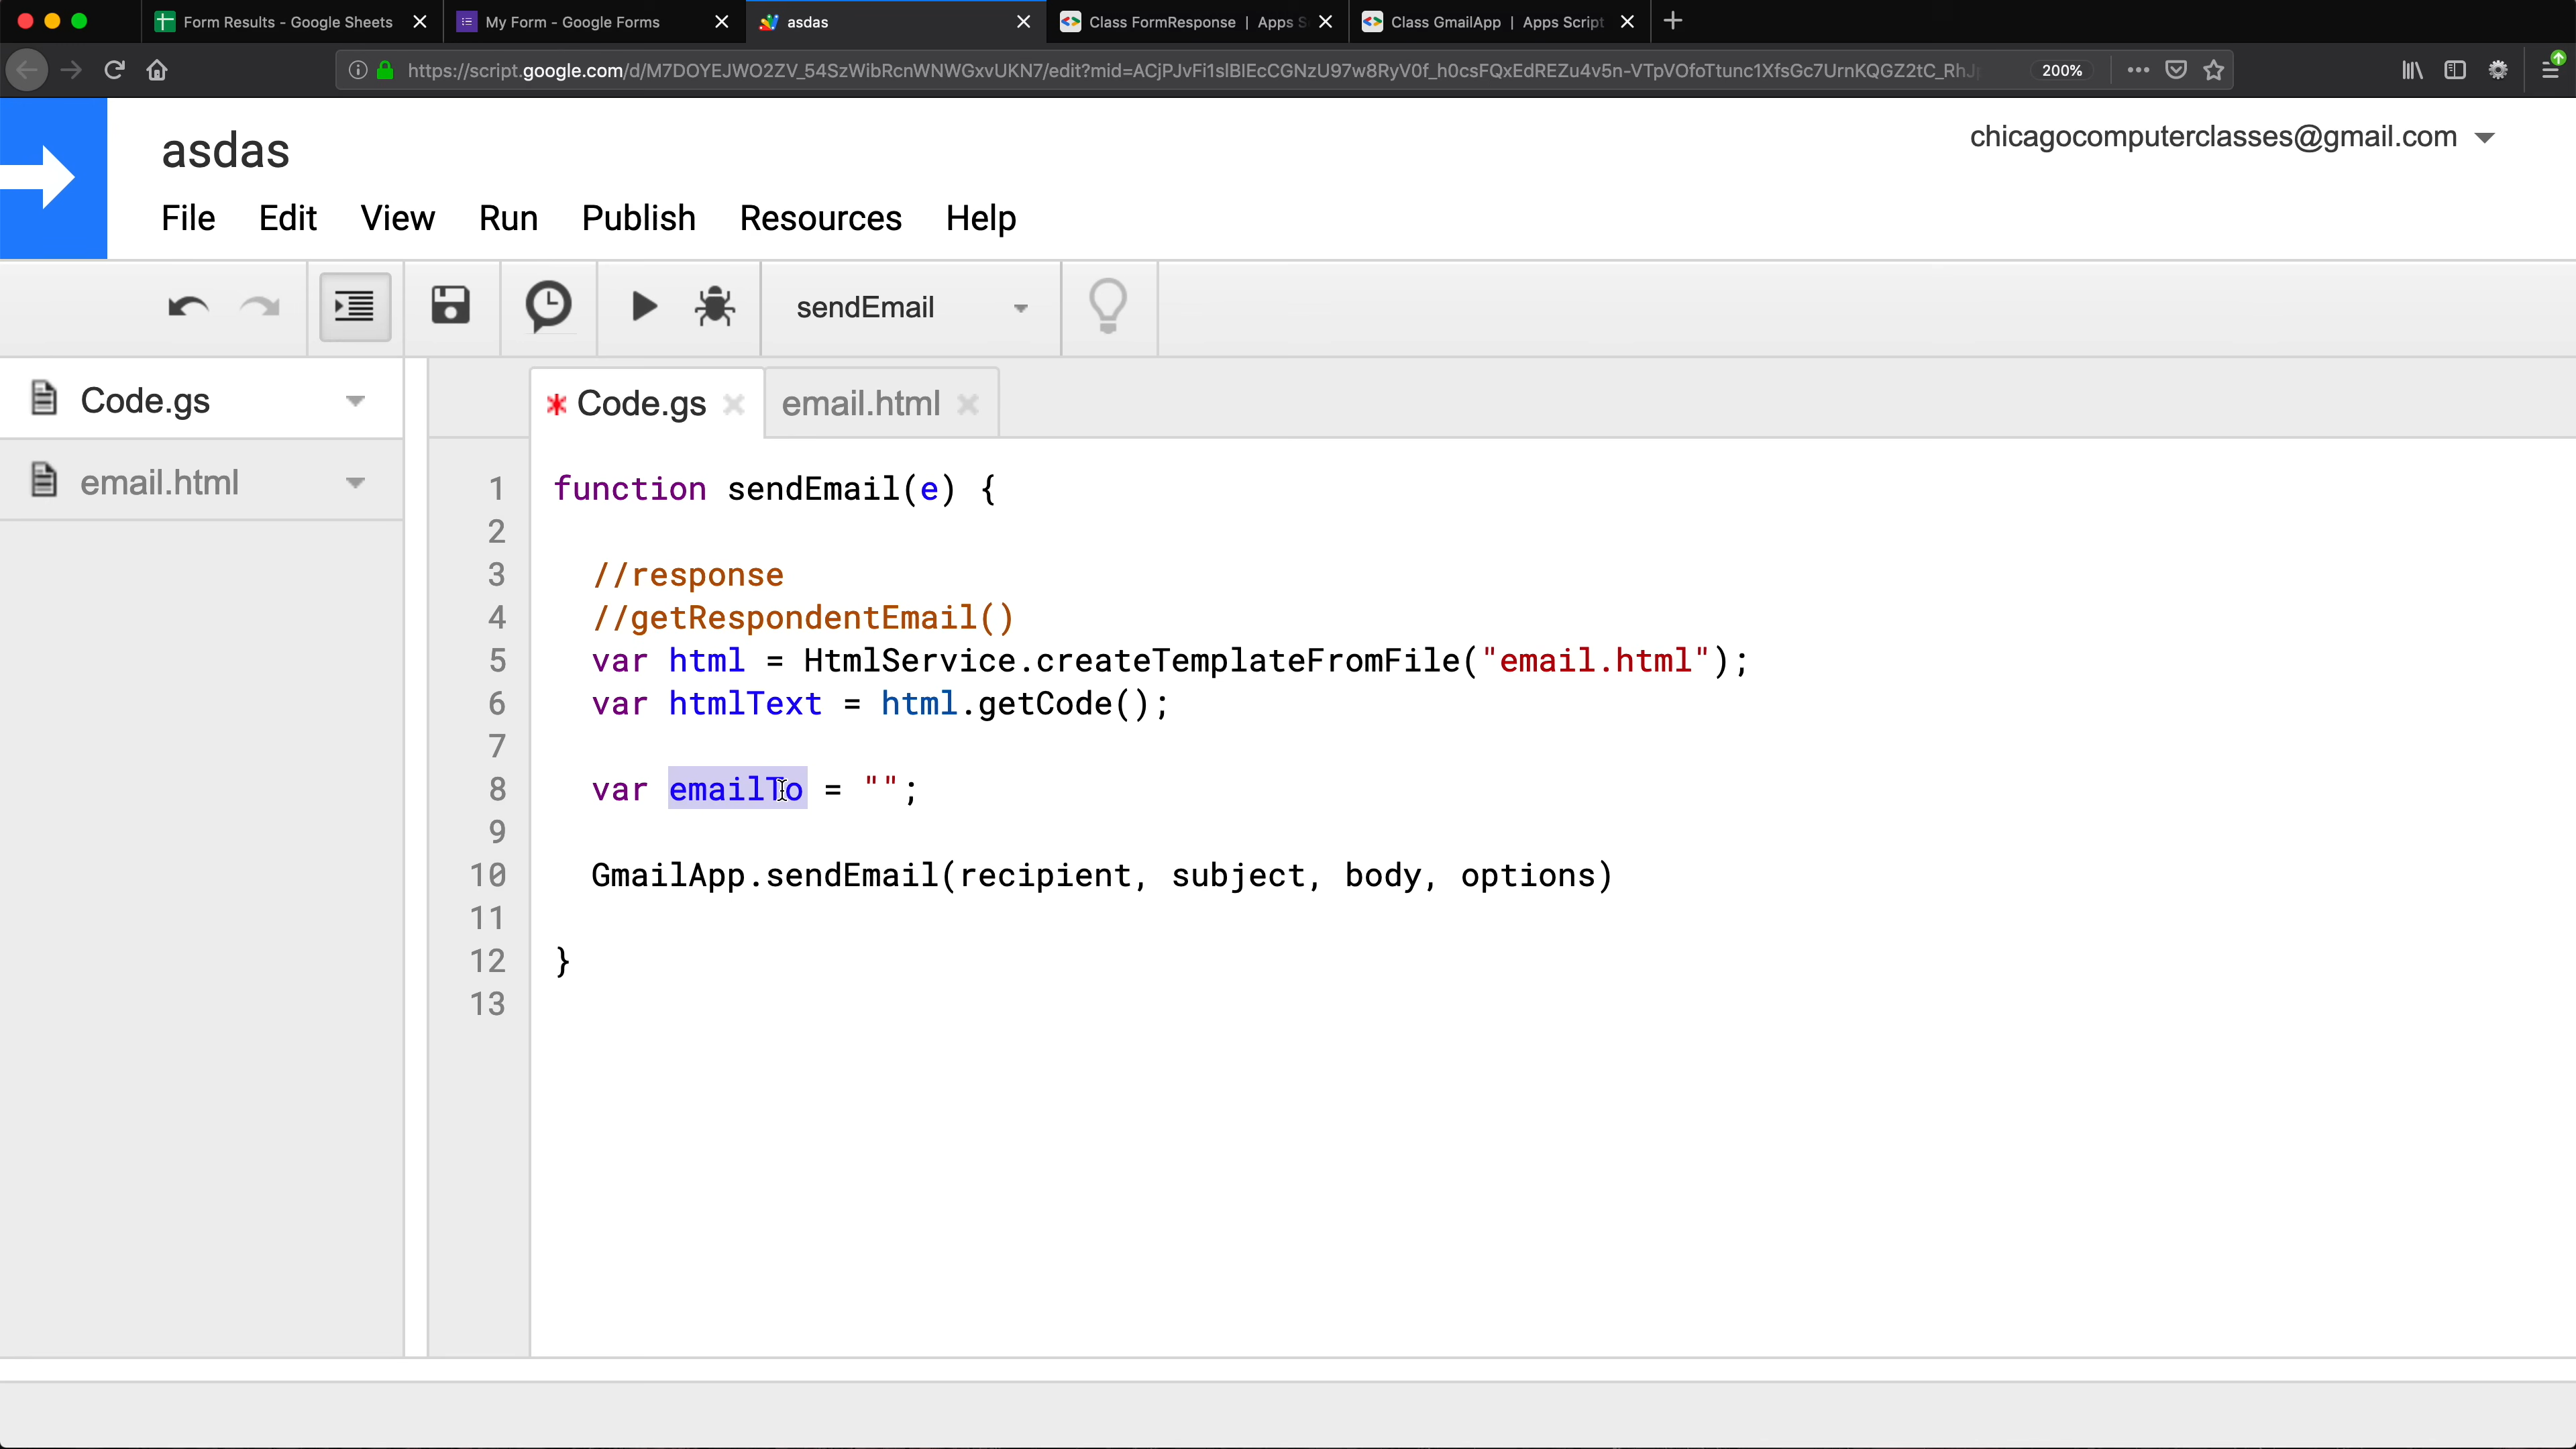 Form Results - Google Sheets
My Form - Google Forms
asdas
Class FormResponse | Apps S
Class GmailApp | Apps Script
https://script.google.com/d/M7DOYEJWO2ZV_54SzWibRcnWNWGxvUKN7/edit?mid=ACjPJvFi1slBIEcCGNzU97w8RyV0f_h0csFQxEdREZu4v5n-VTpVOfoTtunc1XfsGc7UrnKQGZ2tC_RhJ
200%
asdas
chicagocomputerclasses@gmail.com
File Edit View Run Publish Resources Help
sendEmail
Code.gs
email.html
* Code.gs
email.html
1 function sendEmail(e) {
2
3 //response
4 //getRespondentEmail()
5 var html = HtmlService.createTemplateFromFile("email.html");
6 var htmlText = html.getCode();
7
8 var emailTo = "";
9
10 GmailApp.sendEmail(recipient, subject, body, options)
11
12 }
13